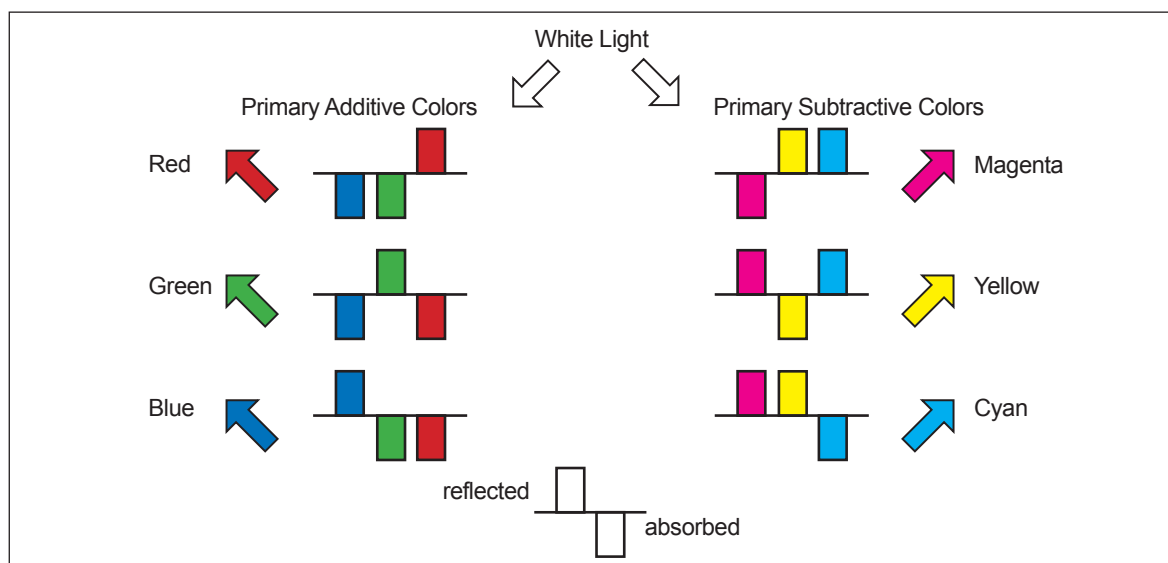 White Light
Primary Additive Colors
Primary Subtractive Colors
Red
Magenta
Green
Yellow
Blue
Cyan
reflected
absorbed